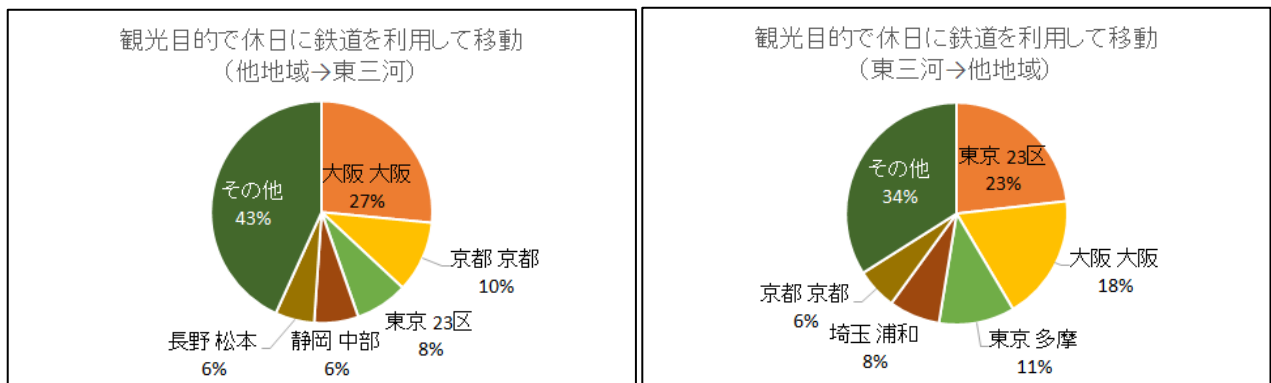 観光目的で休日に鉄道を利用して移動
（他地域→東三河）
大阪 大阪
27%
京都 京都
10%
東京 23区
8%
静岡 中部
6%
長野 松本
6%
その他
43%
観光目的で休日に鉄道を利用して移動
（東三河→他地域）
東京 23区
23%
大阪 大阪
18%
東京 多摩
11%
埼玉 浦和
8%
京都 京都
6%
その他
34%